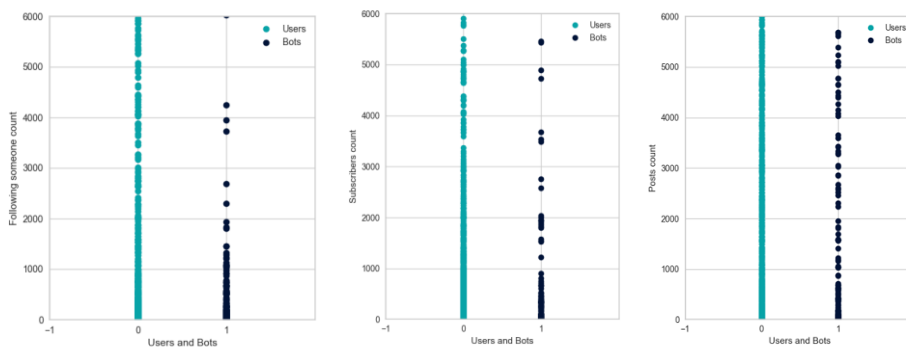 6000
5000
4000
3000
2000
1000
0
−1
0
1
Following someone count
Users and Bots
Users
Bots
6000
5000
4000
3000
2000
1000
0
−1
0
1
Subscribers count
Users and Bots
Users
Bots
6000
5000
4000
3000
2000
1000
0
−1
0
1
Posts count
Users and Bots
Users
Bots